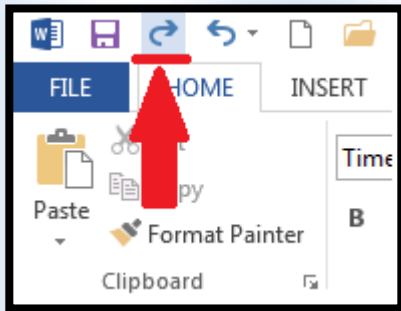 W
FILE HOME INSERT
Time
Paste
Format Painter
B
Clipboard